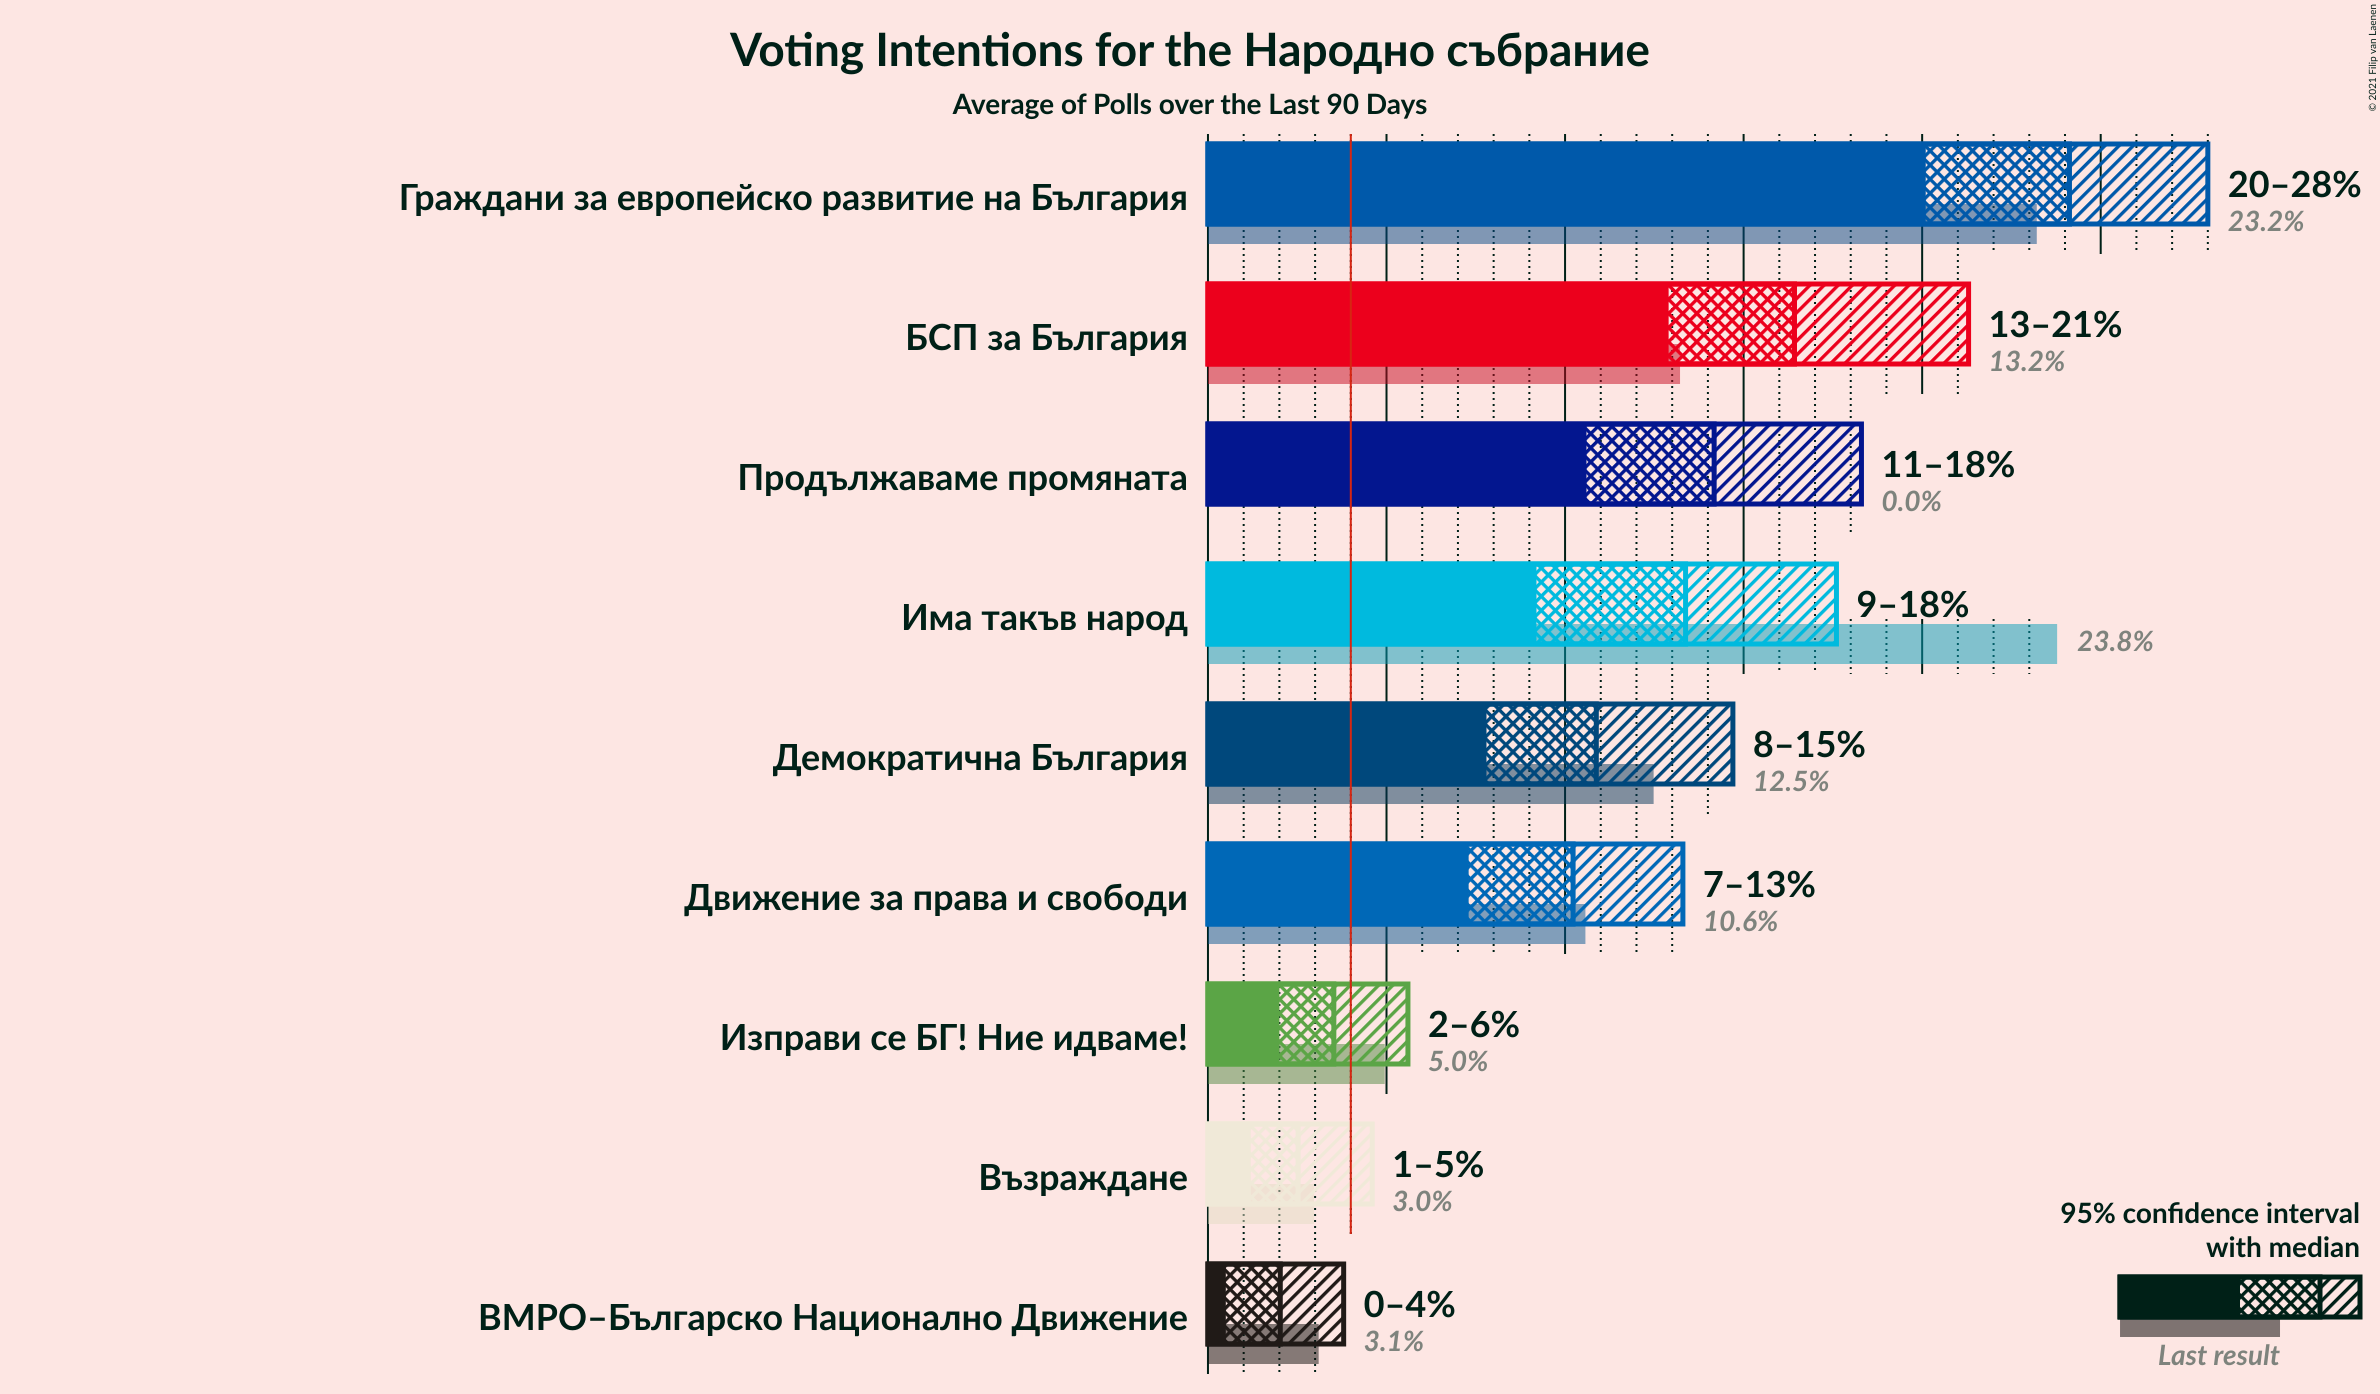 Voting Intentions for the Народно събрание
Average of Polls over the Last 90 Days
© 2021 Filip van Laenen
Граждани за европейско развитие на България
20–28%
23.2%
БСП за България
13–21%
13.2%
Продължаваме промяната
11–18%
0.0%
Има такъв народ
9–18%
23.8%
Демократична България
8–15%
12.5%
Движение за права и свободи
7–13%
10.6%
Изправи се БГ! Ние идваме!
2–6%
5.0%
Възраждане
1–5%
3.0%
ВМРО–Българско Национално Движение
0–4%
3.1%
95% confidence interval
with median
Last result